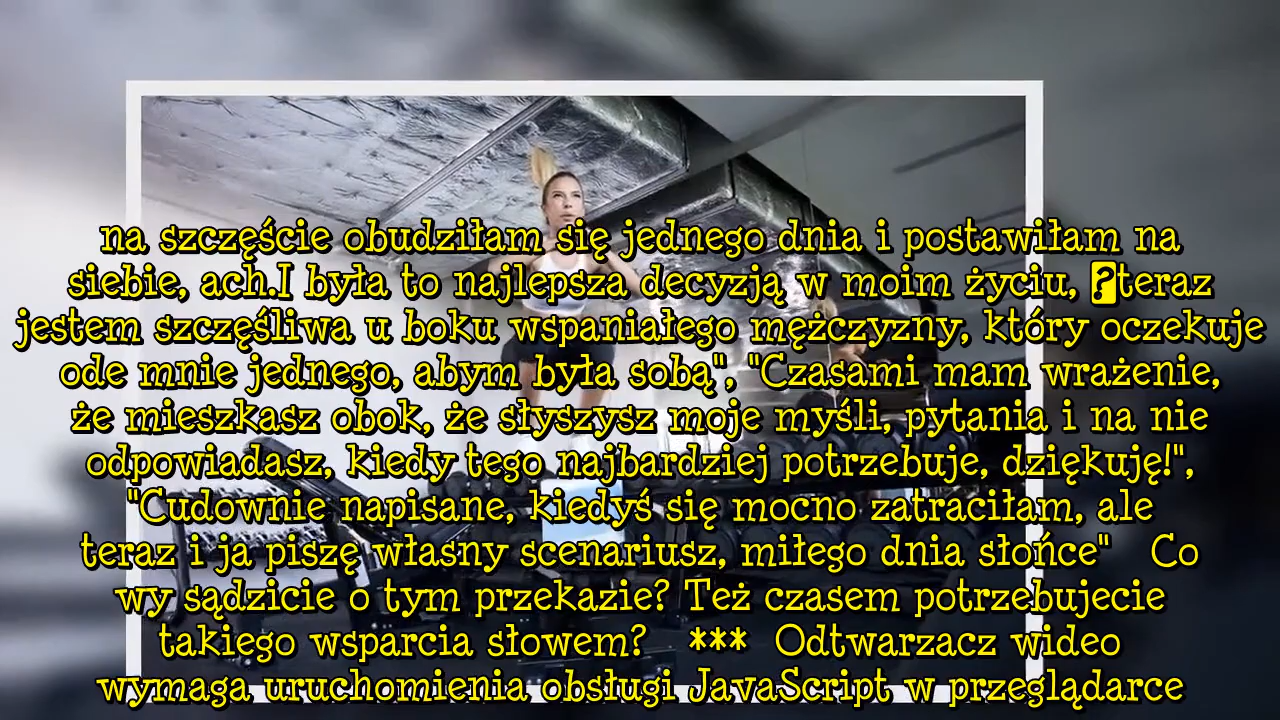 na szczęście obudziłam się jednego dnia i postawiłam na
siebie, ach.I była to najlepsza decyzją w moim życiu, �teraz
jestem szczęśliwa u boku wspaniałego mężczyzny, który oczekuje
ode mnie jednego, abym była sobą", "Czasami mam wrażenie,
że mieszkasz obok, że słyszysz moje myśli, pytania i na nie
odpowiadasz, kiedy tego najbardziej potrzebuje, dziękuję!",
"Cudownie napisane, kiedyś się mocno zatraciłam, ale
teraz i ja piszę własny scenariusz, miłego dnia słońce" Co
wy sądzicie o tym przekazie? Też czasem potrzebujecie
takiego wsparcia słowem? *** Odtwarzacz wideo
wymaga uruchomienia obsługi JavaScript w przeglądarce